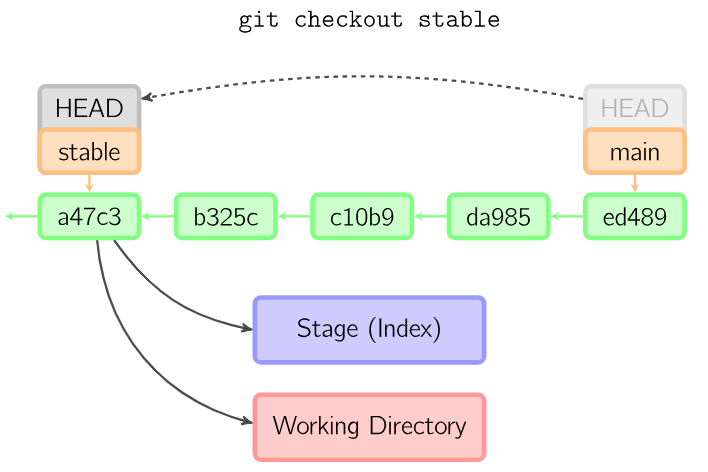 git checkout stable
HEAD
HEAD
stable
main
a47c3
b325c
c10b9
da985
ed489
Stage (Index)
Working Directory